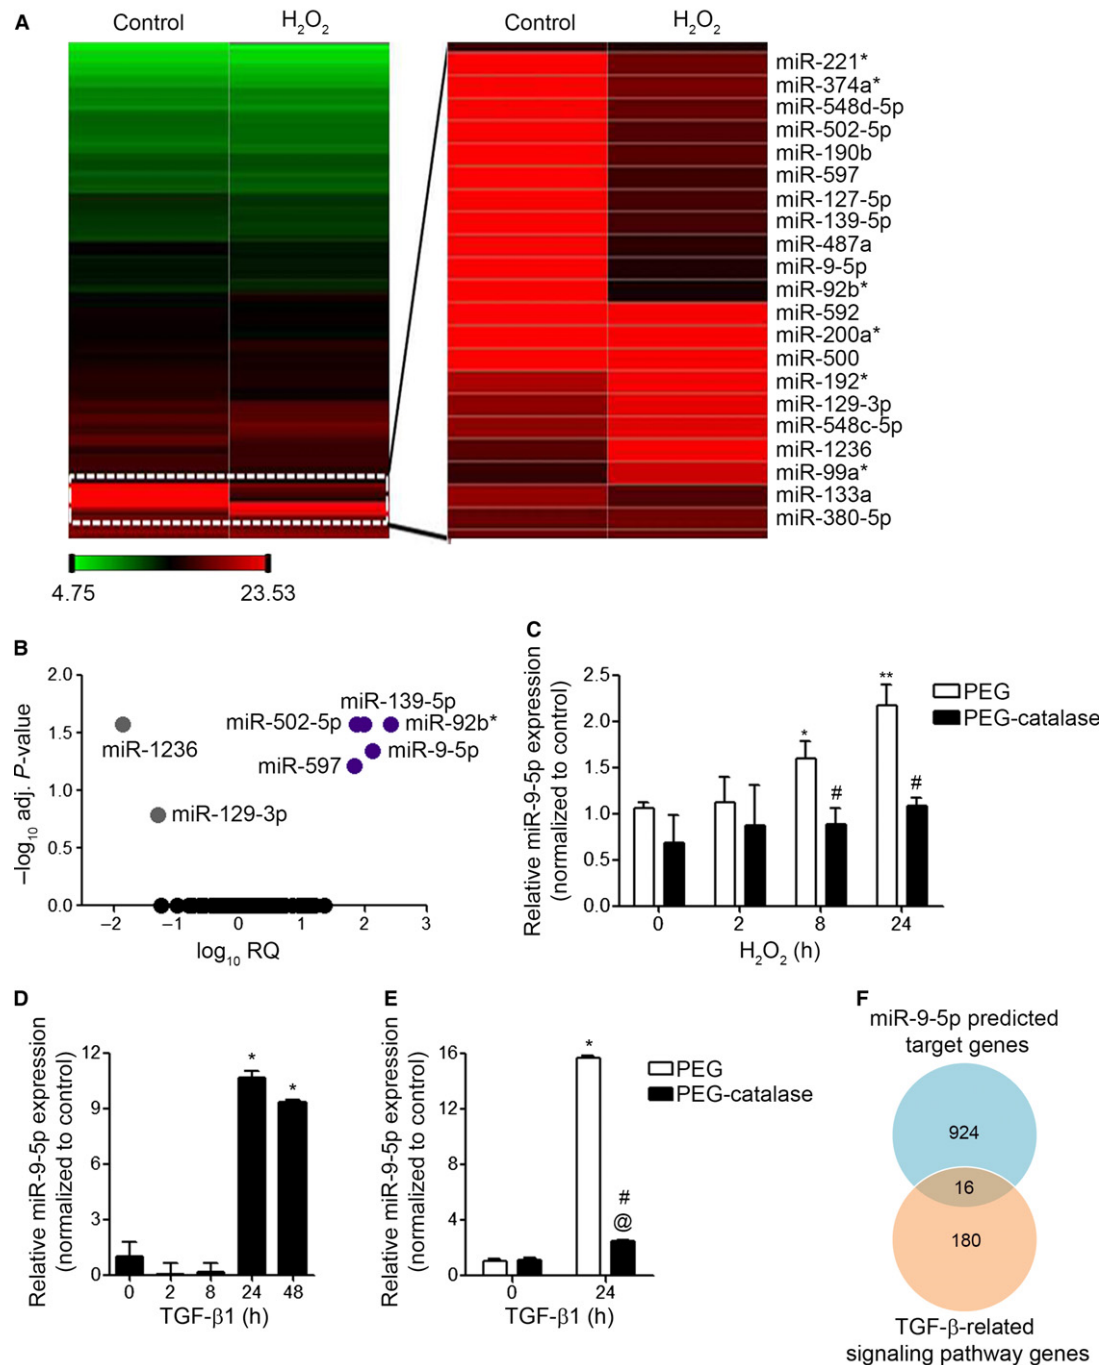 A
Control
H₂O₂
Control
H₂O₂
miR-221*
miR-374a*
miR-548d-5p
miR-502-5p
miR-190b
miR-597
miR-127-5p
miR-139-5p
miR-487a
miR-9-5p
miR-92b*
miR-592
miR-200a*
miR-500
miR-192*
miR-129-3p
miR-548c-5p
miR-1236
miR-99a*
miR-133a
miR-380-5p
4.75
23.53
B
−log₁₀ adj. P-value
2.0
1.5
1.0
0.5
0.0
miR-139-5p
miR-502-5p
miR-92b*
miR-1236
miR-9-5p
miR-597
miR-129-3p
−2
−1
0
1
2
3
log₁₀ RQ
C
Relative miR-9-5p expression
(normalized to control)
2.5
2.0
1.5
1.0
0.5
0.0
*
#
**
#
PEG
PEG-catalase
0
2
8
24
H₂O₂ (h)
D
Relative miR-9-5p expression
(normalized to control)
12
9
6
3
0
*
*
0
2
8
24
48
TGF-β1 (h)
E
Relative miR-9-5p expression
(normalized to control)
16
12
8
4
0
*
#
@
PEG
PEG-catalase
0
24
TGF-β1 (h)
F
miR-9-5p predicted
target genes
924
16
180
TGF-β-related
signaling pathway genes